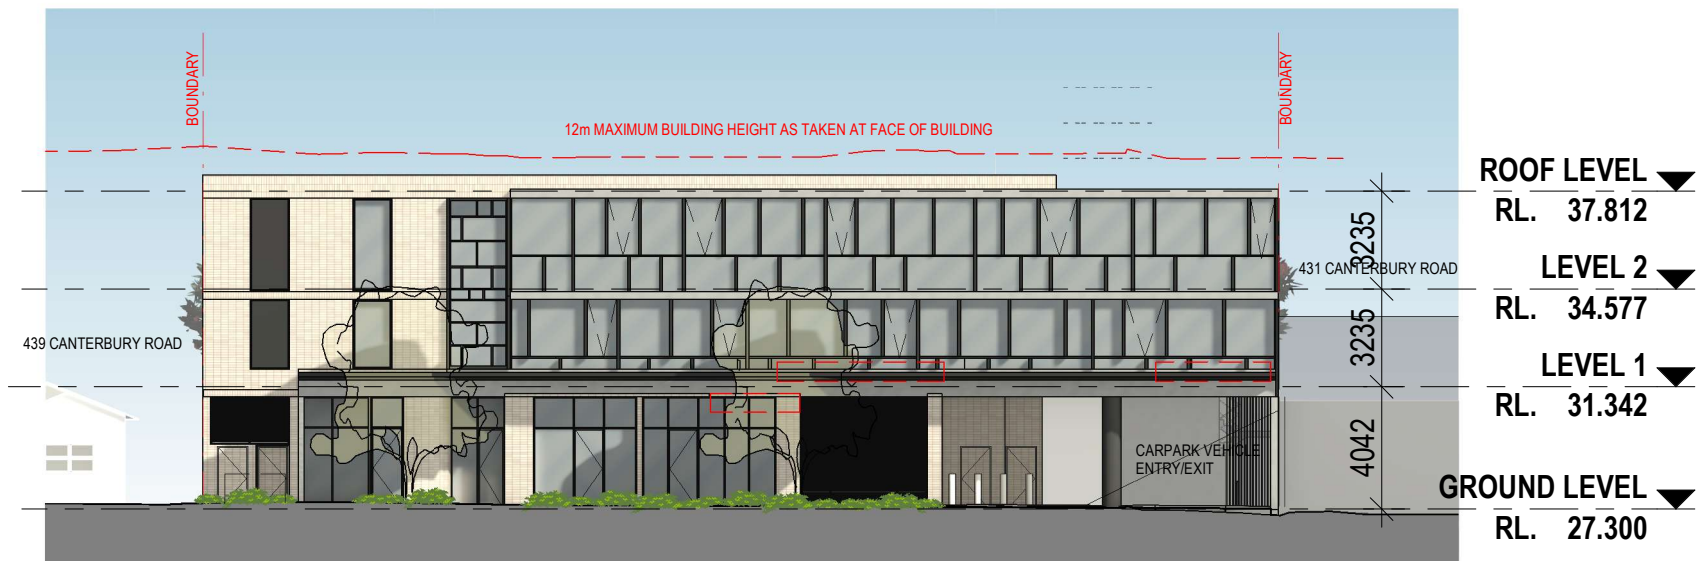 BOUNDARY
BOUNDARY
12m MAXIMUM BUILDING HEIGHT AS TAKEN AT FACE OF BUILDING
ROOF LEVEL
RL. 37.812
3235
431 CANTERBURY ROAD
LEVEL 2
RL. 34.577
439 CANTERBURY ROAD
3235
LEVEL 1
RL. 31.342
CARPARK VEHICLE
ENTRY/EXIT
4042
GROUND LEVEL
RL. 27.300